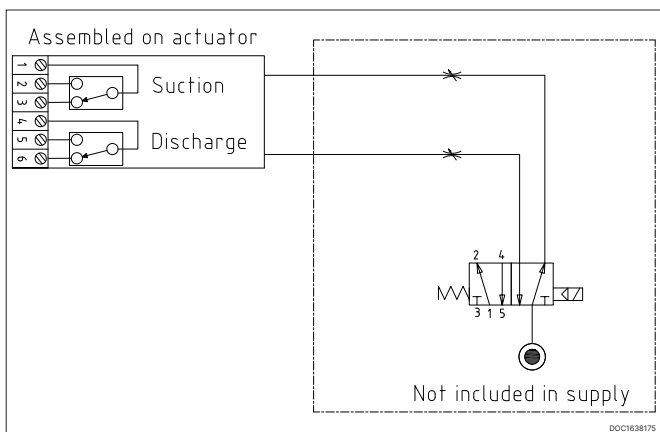 Assembled on actuator
1
2
3
4
5
6
Suction
Discharge
2 4
3 1 5
Not included in supply
DOC1638175